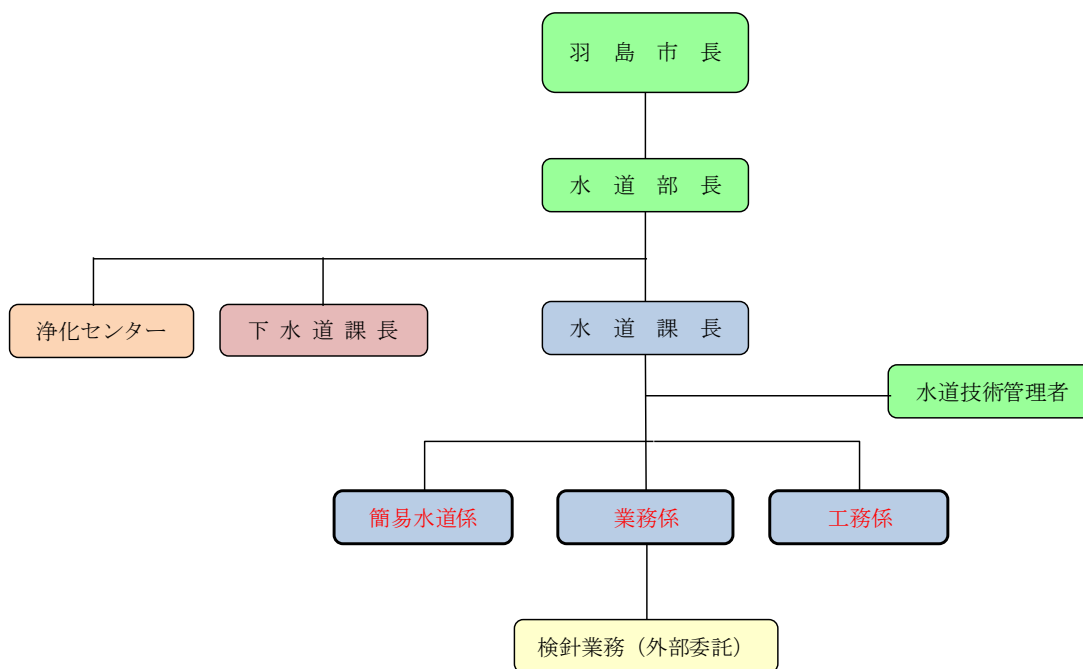 羽　島　市　長
水　道　部　長
浄化センター
下 水 道 課 長
水　道　課　長
水道技術管理者
簡易水道係
業務係
工務係
検針業務（外部委託）